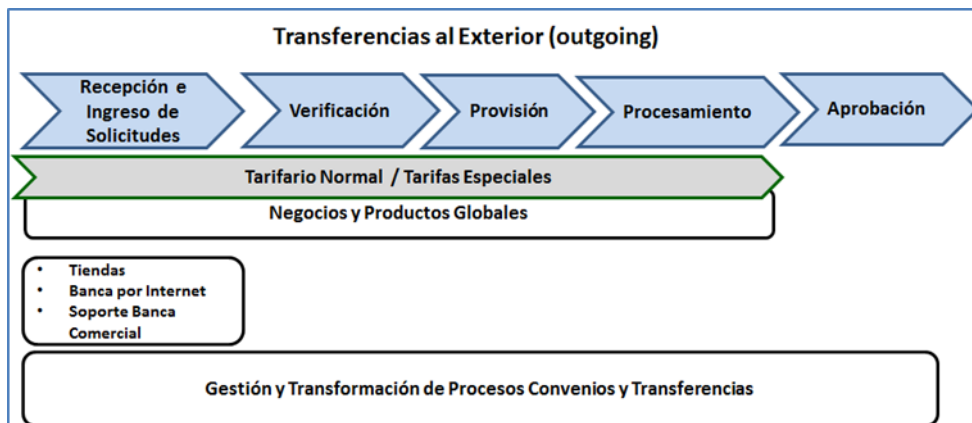 Transferencias al Exterior (outgoing)
Recepción e
Ingreso de
Solicitudes
Verificación
Provisión
Procesamiento
Aprobación
Tarifario Normal / Tarifas Especiales
Negocios y Productos Globales
• Tiendas
• Banca por Internet
• Soporte Banca
Comercial
Gestión y Transformación de Procesos Convenios y Transferencias